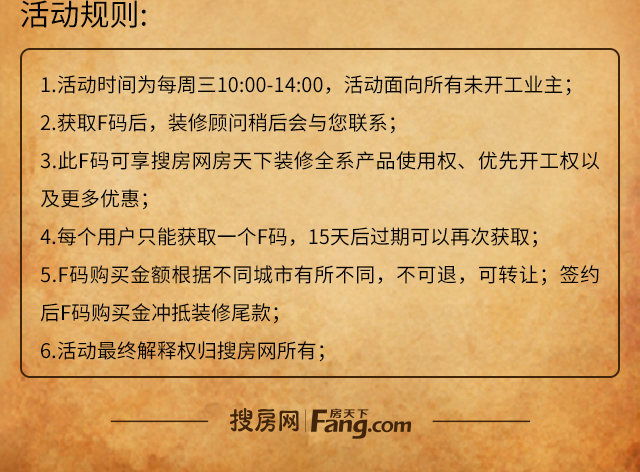 活动规则:
1.活动时间为每周三10:00-14:00，活动面向所有未开工业主；
2.获取F码后，装修顾问稍后会与您联系；
3.此F码可享搜房网房天下装修全系产品使用权、优先开工权以
及更多优惠；
4.每个用户只能获取一个F码，15天后过期可以再次获取；
5.F码购买金额根据不同城市有所不同，不可退，可转让；签约
后F码购买金冲抵装修尾款；
6.活动最终解释权归搜房网所有；
搜房网 房天下 Fang.com